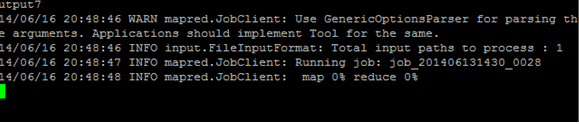 utput7
14/06/16 20:48:46 WARN mapred.JobClient: Use GenericOptionsParser for parsing th
e arguments. Applications should implement Tool for the same.
14/06/16 20:48:46 INFO input.FileInputFormat: Total input paths to process : 1
14/06/16 20:48:47 INFO mapred.JobClient: Running job: job_201406131430_0028
14/06/16 20:48:48 INFO mapred.JobClient:  map 0% reduce 0%